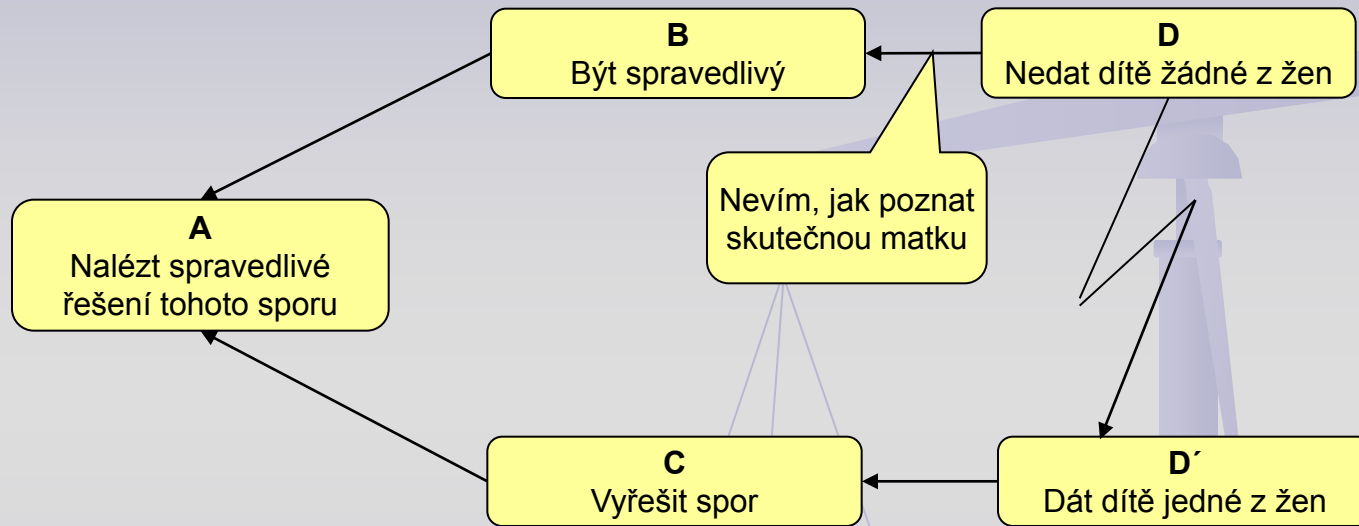 B
Být spravedlivý
D
Nedat dítě žádné z žen
Nevím, jak poznat
skutečnou matku
A
Nalézt spravedlivé
řešení tohoto sporu
C
Vyřešit spor
D´
Dát dítě jedné z žen